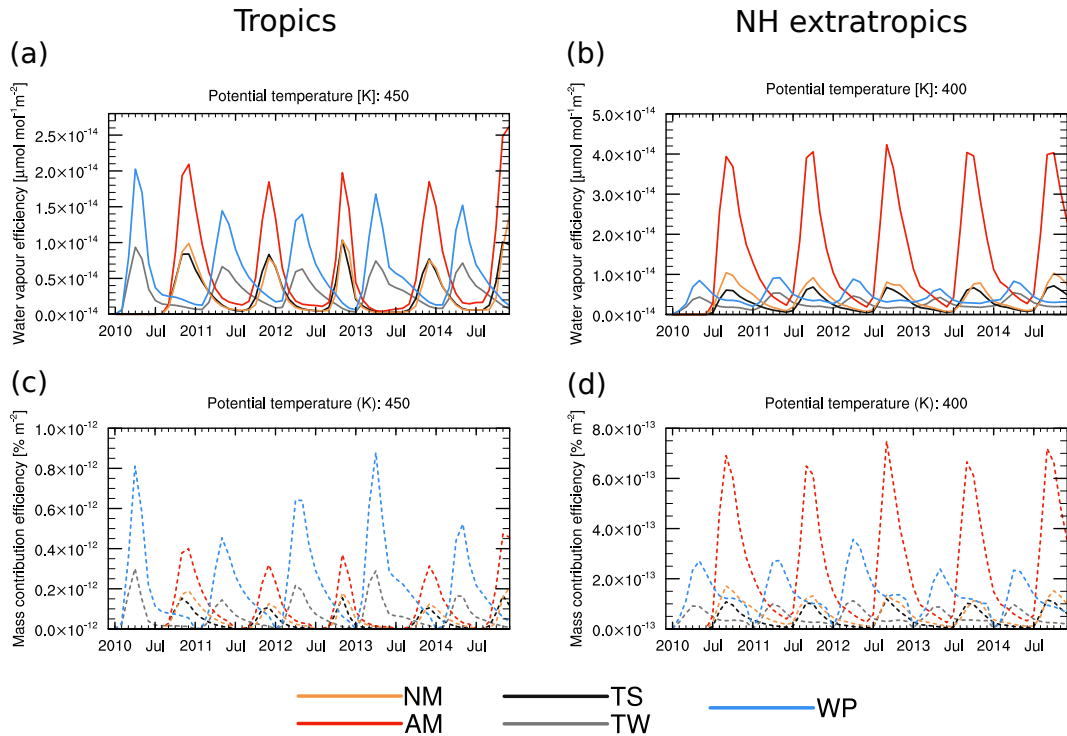 Tropics
NH extratropics
(a)
(b)
Potential temperature [K]: 450
Potential temperature [K]: 400
Water vapour efficiency [µmol mol⁻¹m⁻²]
2.5×10⁻¹⁴
2.0×10⁻¹⁴
1.5×10⁻¹⁴
1.0×10⁻¹⁴
0.5×10⁻¹⁴
0.0×10⁻¹⁴
2010 Jul 2011 Jul 2012 Jul 2013 Jul 2014 Jul
Water vapour efficiency [µmol mol⁻¹m⁻²]
5.0×10⁻¹⁴
4.0×10⁻¹⁴
3.0×10⁻¹⁴
2.0×10⁻¹⁴
1.0×10⁻¹⁴
0.0×10⁻¹⁴
2010 Jul 2011 Jul 2012 Jul 2013 Jul 2014 Jul
(c)
(d)
Potential temperature (K): 450
Potential temperature (K): 400
Mass contribution efficiency [% m⁻²]
1.0×10⁻¹²
0.8×10⁻¹²
0.6×10⁻¹²
0.4×10⁻¹²
0.2×10⁻¹²
0.0×10⁻¹²
2010 Jul 2011 Jul 2012 Jul 2013 Jul 2014 Jul
Mass contribution efficiency [% m⁻²]
8.0×10⁻¹³
6.0×10⁻¹³
4.0×10⁻¹³
2.0×10⁻¹³
0.0×10⁻¹³
2010 Jul 2011 Jul 2012 Jul 2013 Jul 2014 Jul
NM
TS
WP
AM
TW